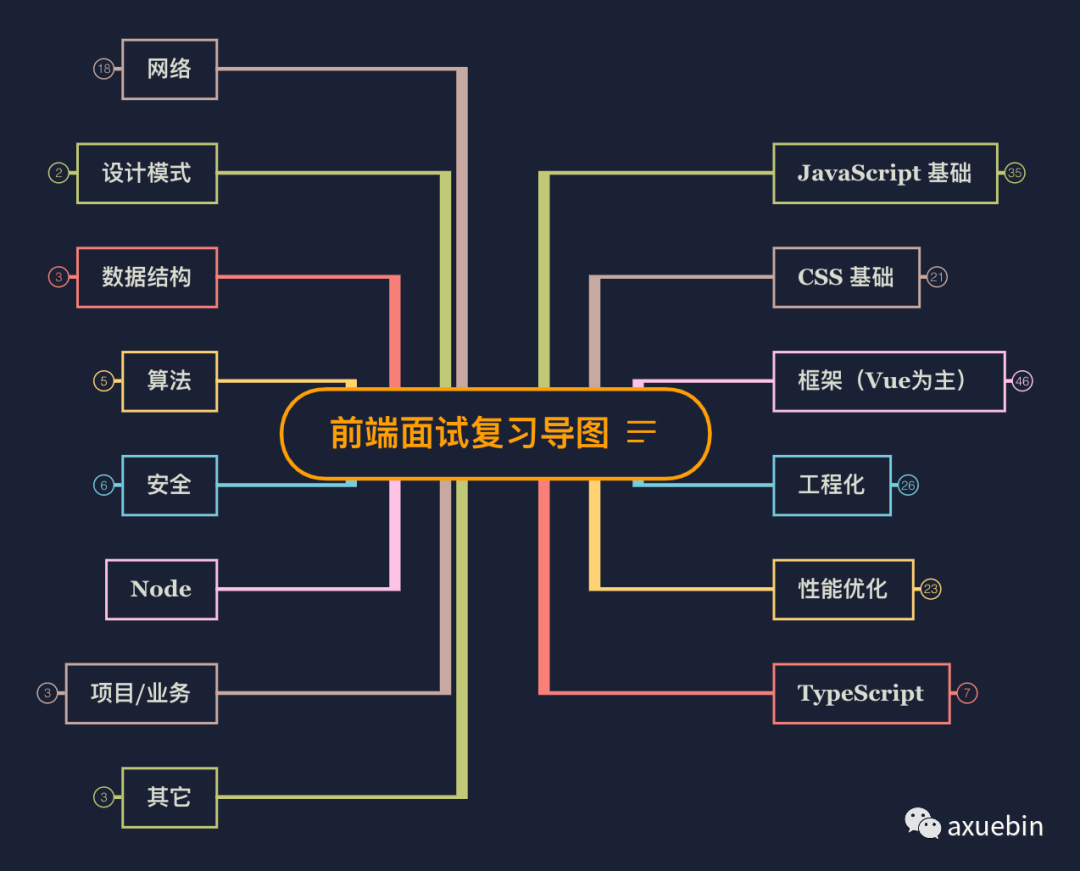 前端面试复习导图
JavaScript 基础
35
CSS 基础
21
框架（Vue为主）
46
工程化
26
性能优化
23
TypeScript
7
18
网络
2
设计模式
3
数据结构
5
算法
6
安全
Node
3
项目/业务
3
其它
axuebin